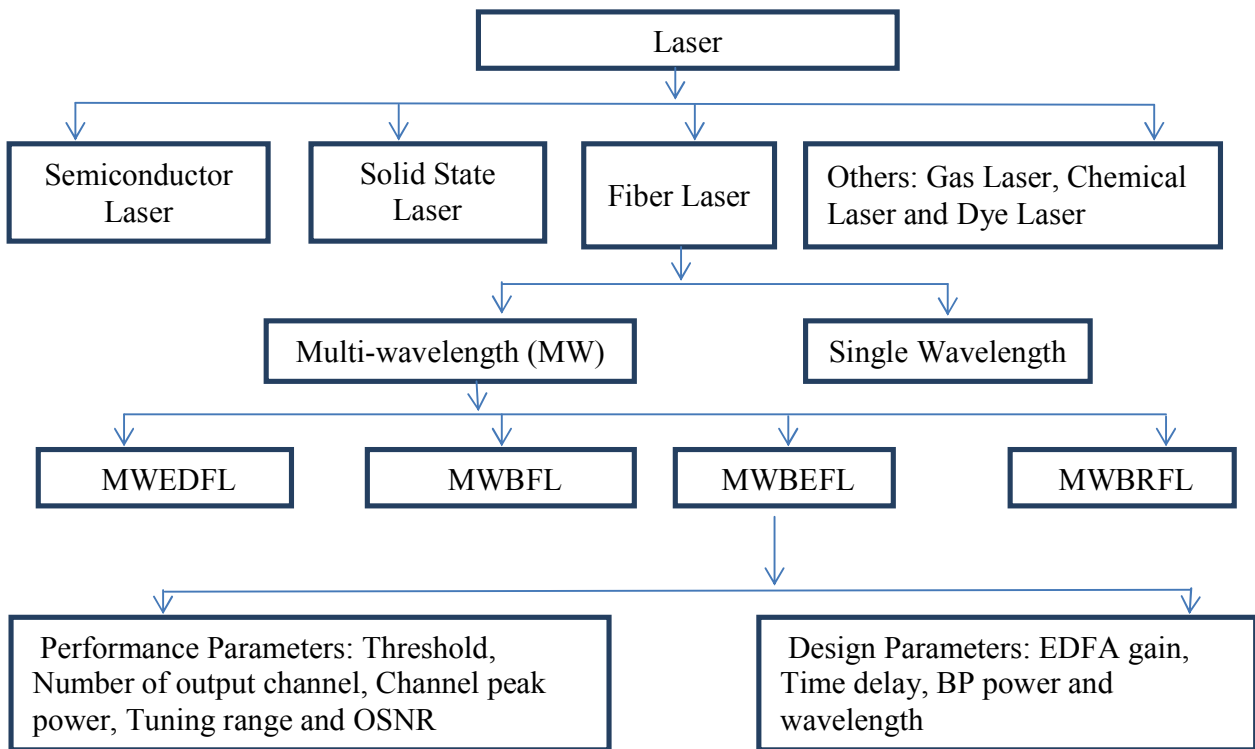 Laser
Semiconductor
Laser
Solid State
Laser
Fiber Laser
Others: Gas Laser, Chemical
Laser and Dye Laser
Multi-wavelength (MW)
Single Wavelength
MWEDFL
MWBFL
MWBEFL
MWBRFL
Performance Parameters: Threshold,
Number of output channel, Channel peak
power, Tuning range and OSNR
Design Parameters: EDFA gain,
Time delay, BP power and
wavelength